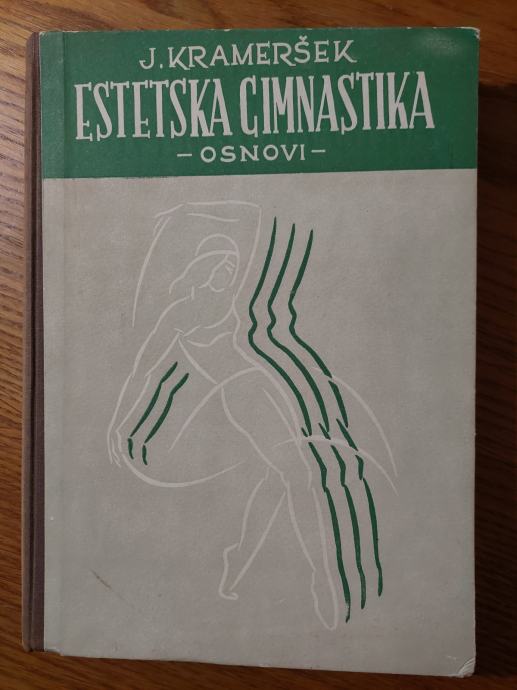 J. KRAMERŠEK
ESTETSKA GIMNASTIKA
- OSNOVI -